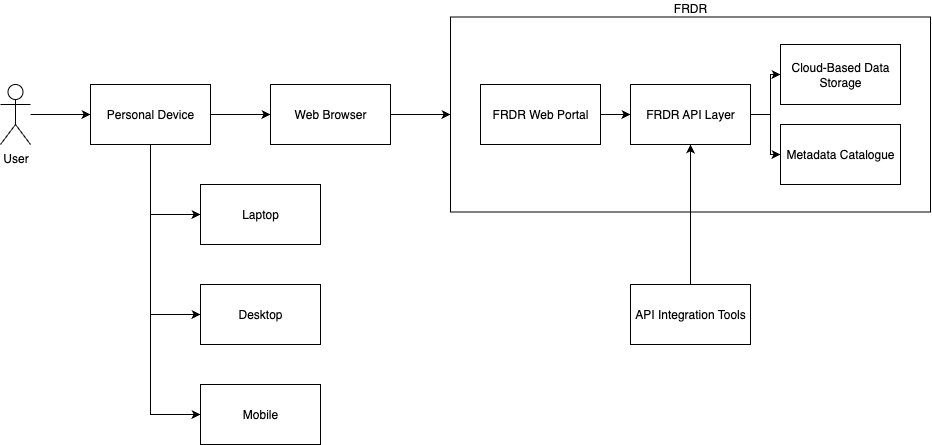 FRDR
User
Personal Device
Web Browser
FRDR Web Portal
FRDR API Layer
Cloud-Based Data
Storage
Metadata Catalogue
Laptop
Desktop
Mobile
API Integration Tools